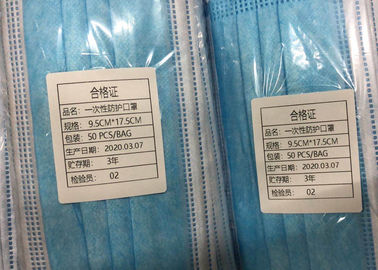 合格证
品名: 一次性防护口罩
规格: 9.5CM*17.5CM
包装: 50 PCS/BAG
生产日期: 2020.03.07
贮存期: 3年
检验员: 02
合格证
品名: 一次性防护口罩
规格: 9.5CM*17.5CM
包装: 50 PCS/BAG
生产日期: 2020.03.07
贮存期: 3年
检验员: 02